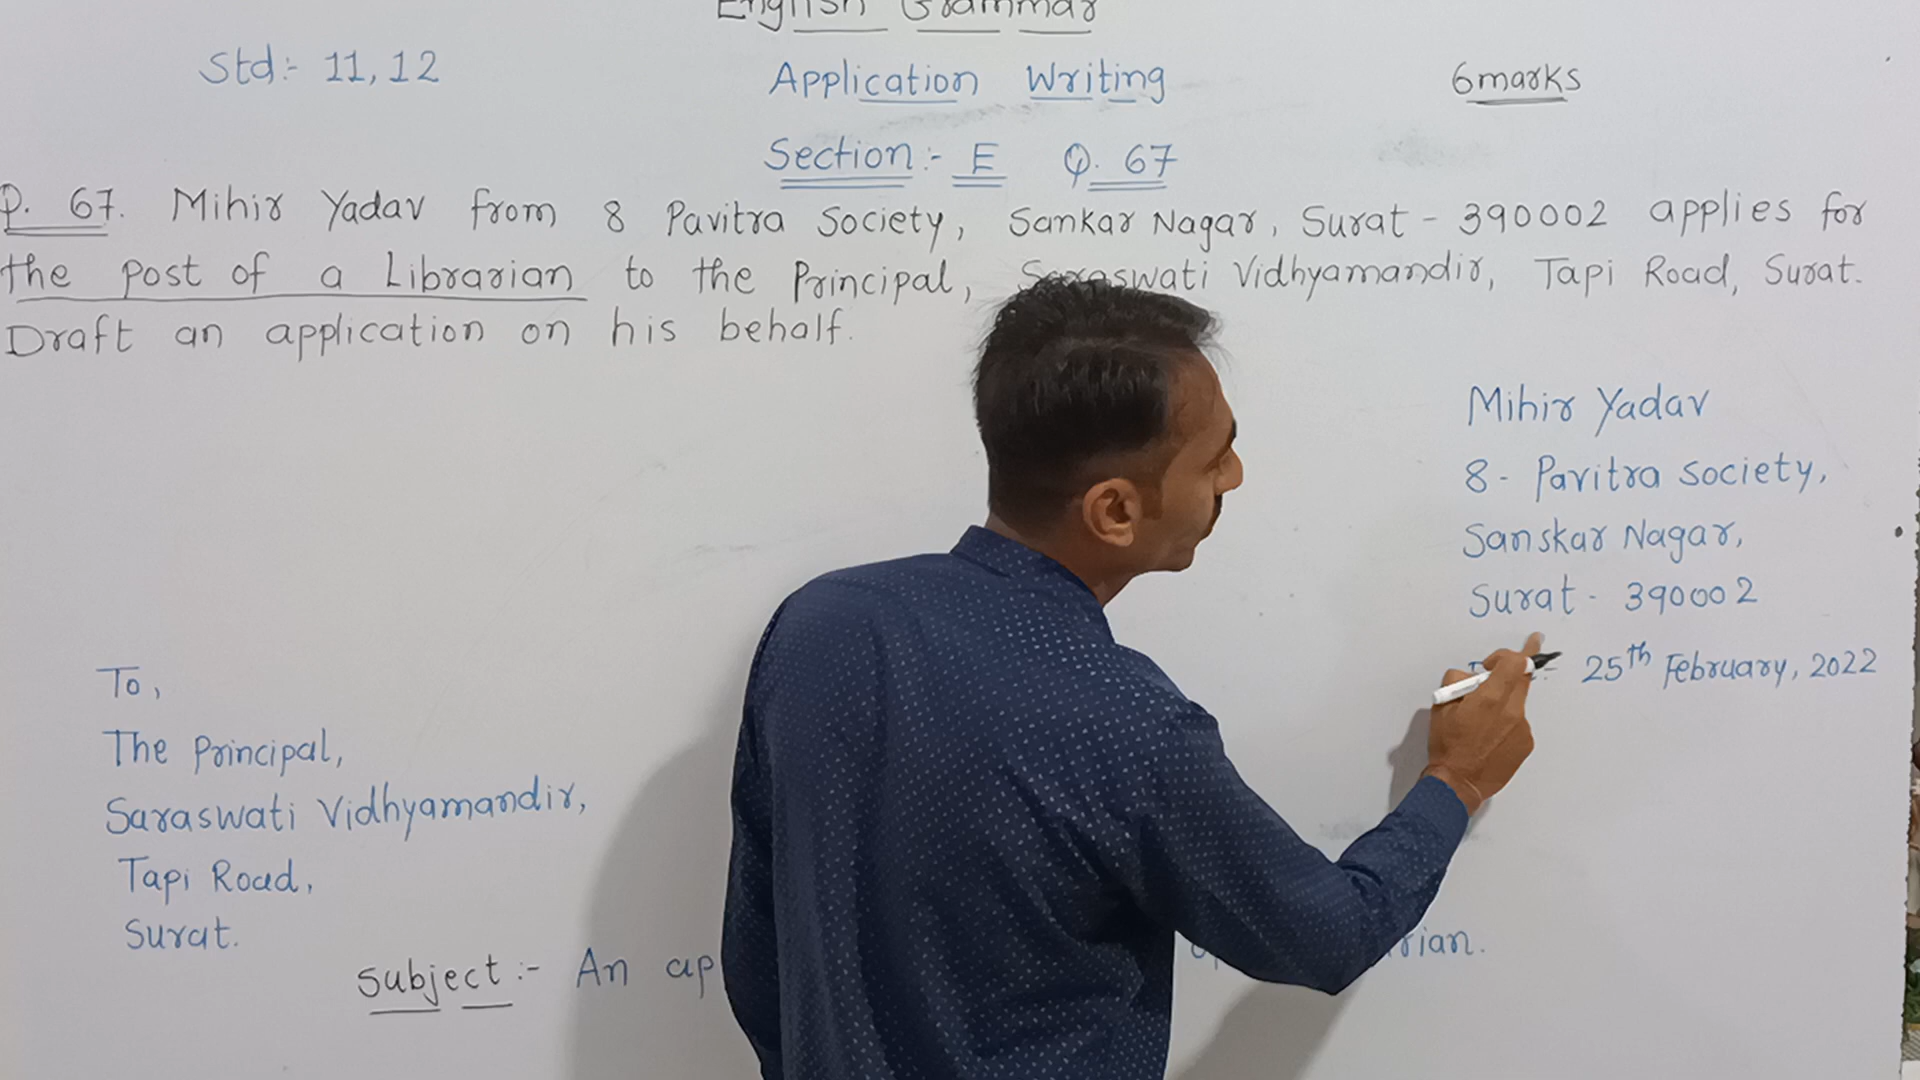 English Grammar
Std:- 11, 12
Application Writing
6 marks
Section:- E Q. 67
Q. 67. Mihir Yadav from 8 Pavitra Society, Sankar Nagar, Surat - 390002 applies for
the post of a Librarian to the Principal, Saraswati Vidhyamandir, Tapi Road, Surat.
Draft an application on his behalf.
Mihir Yadav
8- Pavitra Society,
Sanskar Nagar,
Surat - 390002
25th February, 2022
To,
The Principal,
Saraswati Vidhyamandir,
Tapi Road,
Surat.
Subject :- An